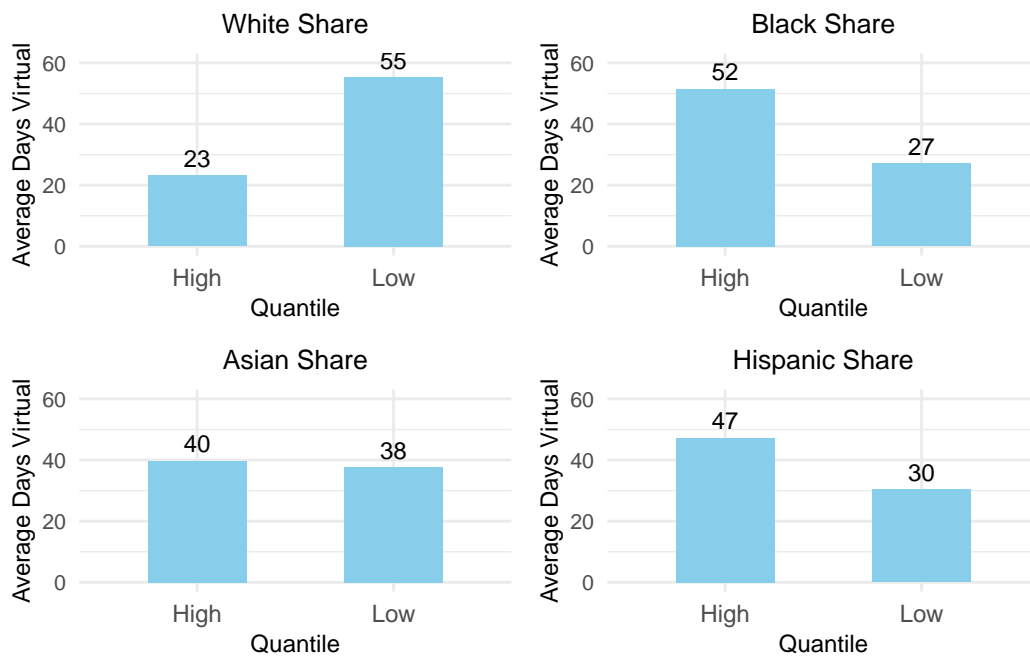 White Share
Average Days Virtual
60
40
20
0
23
55
High Low
Quantile
Black Share
Average Days Virtual
60
40
20
0
52
27
High Low
Quantile
Asian Share
Average Days Virtual
60
40
20
0
40
38
High Low
Quantile
Hispanic Share
Average Days Virtual
60
40
20
0
47
30
High Low
Quantile